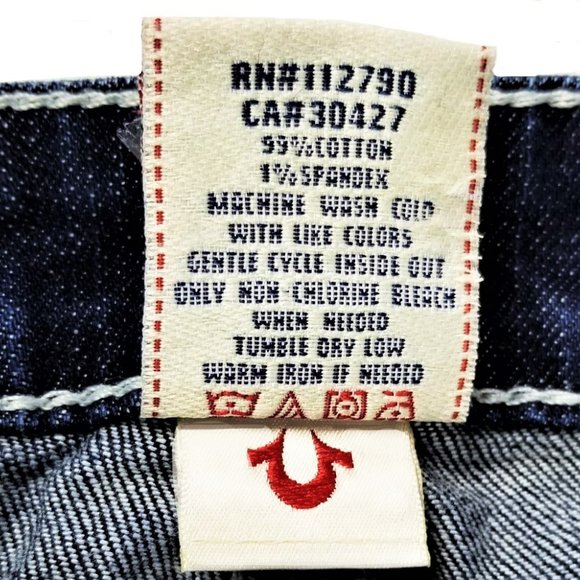 RN#112790
CA#30427
99%COTTON
1%SPANDEX
MACHINE WASH COLD
WITH LIKE COLORS
GENTLE CYCLE INSIDE OUT
ONLY NON-CHLORINE BLEACH
WHEN NEEDED
TUMBLE DRY LOW
WARM IRON IF NEEDED